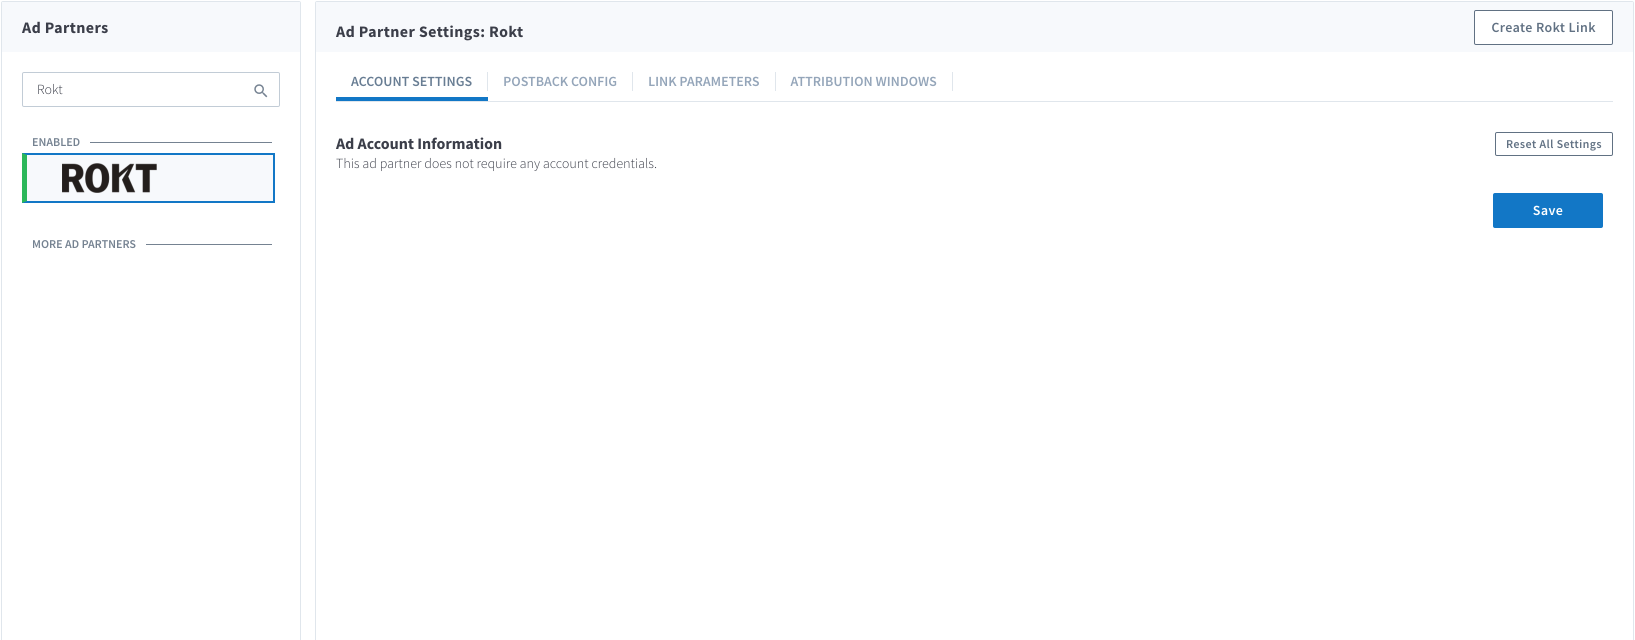 Ad Partners
Rokt
ENABLED
ROKT
MORE AD PARTNERS
Ad Partner Settings: Rokt
Create Rokt Link
ACCOUNT SETTINGS
POSTBACK CONFIG
LINK PARAMETERS
ATTRIBUTION WINDOWS
Ad Account Information
This ad partner does not require any account credentials.
Reset All Settings
Save